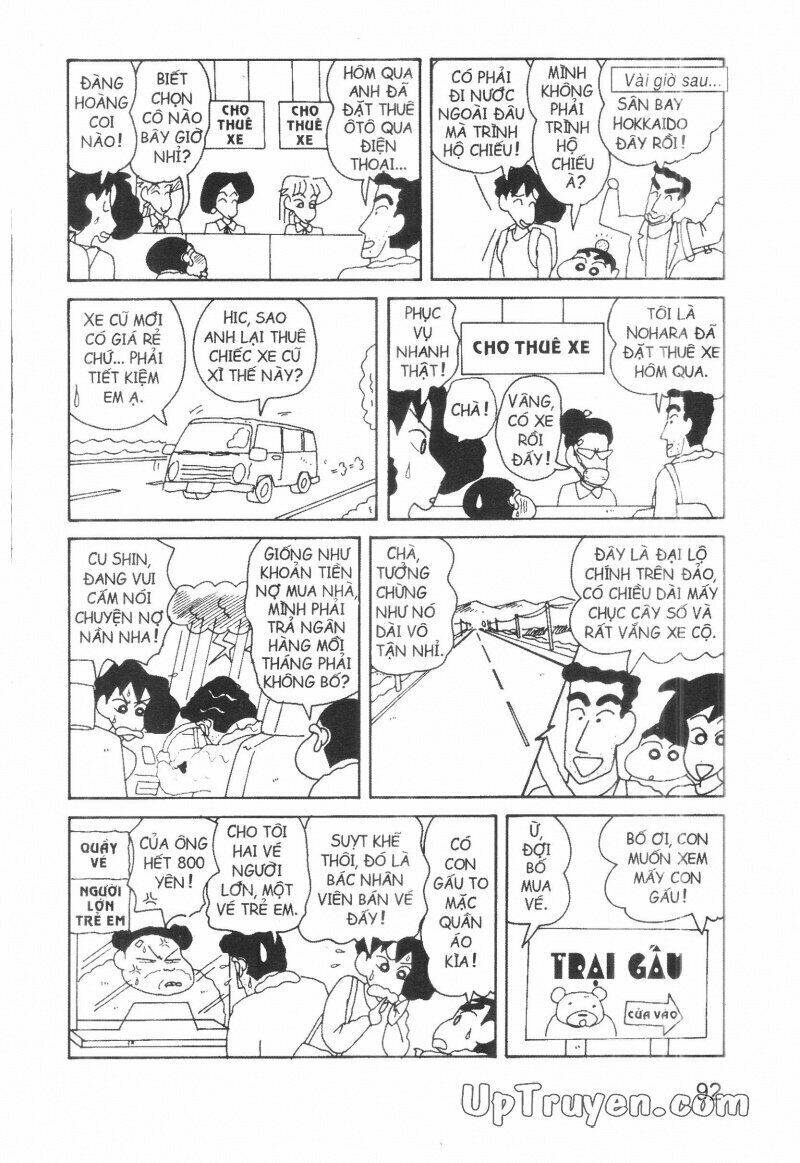 Vài giờ sau...
SÂN BAY
HOKKAIDO
ĐÂY RỒI!
MÌNH
KHÔNG
PHẢI
TRÌNH
HỘ
CHIẾU
À?
CÓ PHẢI
ĐI NƯỚC
NGOÀI ĐÂU
MÀ TRÌNH
HỘ CHIẾU!
HÔM QUA
ANH ĐÃ
ĐẶT THUÊ
ÔTÔ QUA
ĐIỆN
THOẠI...
CHO
THUÊ
XE
CHO
THUÊ
XE
BIẾT
CHỌN
CÔ NÀO
BÂY GIỜ
NHỈ?
ĐÀNG
HOÀNG
COI
NÀO!
TÔI LÀ
NOHARA ĐÃ
ĐẶT THUÊ XE
HÔM QUA.
CHO THUÊ XE
VÂNG,
CÓ XE
RỒI
ĐẤY!
CHÀ!
PHỤC
VỤ
NHANH
THẬT!
HIC, SAO
ANH LẠI THUÊ
CHIẾC XE CŨ
XÌ THẾ NÀY?
XE CŨ MỚI
CÓ GIÁ RẺ
CHỨ... PHẢI
TIẾT KIỆM
EM Ạ.
=3=3
ĐÂY LÀ ĐẠI LỘ
CHÍNH TRÊN ĐẢO,
CÓ CHIỀU DÀI MẤY
CHỤC CÂY SỐ VÀ
RẤT VẮNG XE CỘ.
CHÀ,
TƯỞNG
CHỪNG
NHƯ NÓ
DÀI VÔ
TẬN NHỈ.
GIỐNG NHƯ
KHOẢN TIỀN
NỢ MUA NHÀ,
MÌNH PHẢI
TRẢ NGÂN
HÀNG MỖI
THÁNG PHẢI
KHÔNG BỐ?
CU SHIN,
ĐANG VUI
CẤM NÓI
CHUYỆN NỢ
NẦN NHA!
BỐ ƠI, CON
MUỐN XEM
MẤY CON
GẤU!
Ừ,
ĐỢI
BỐ
MUA
VÉ.
TRẠI GẤU
CỬA VÀO
CÓ
CON
GẤU TO
MẶC
QUẦN
ÁO
KÌA!
SUYT KHẼ
THÔI, ĐÓ LÀ
BÁC NHÂN
VIÊN BÁN VÉ
ĐẤY!
CHO TÔI
HAI VÉ
NGƯỜI
LỚN, MỘT
VÉ TRẺ EM.
CỦA ÔNG
HẾT 800
YÊN!
QUẦY
VÉ
NGƯỜI
LỚN
TRẺ EM
92
UpTruyen.com